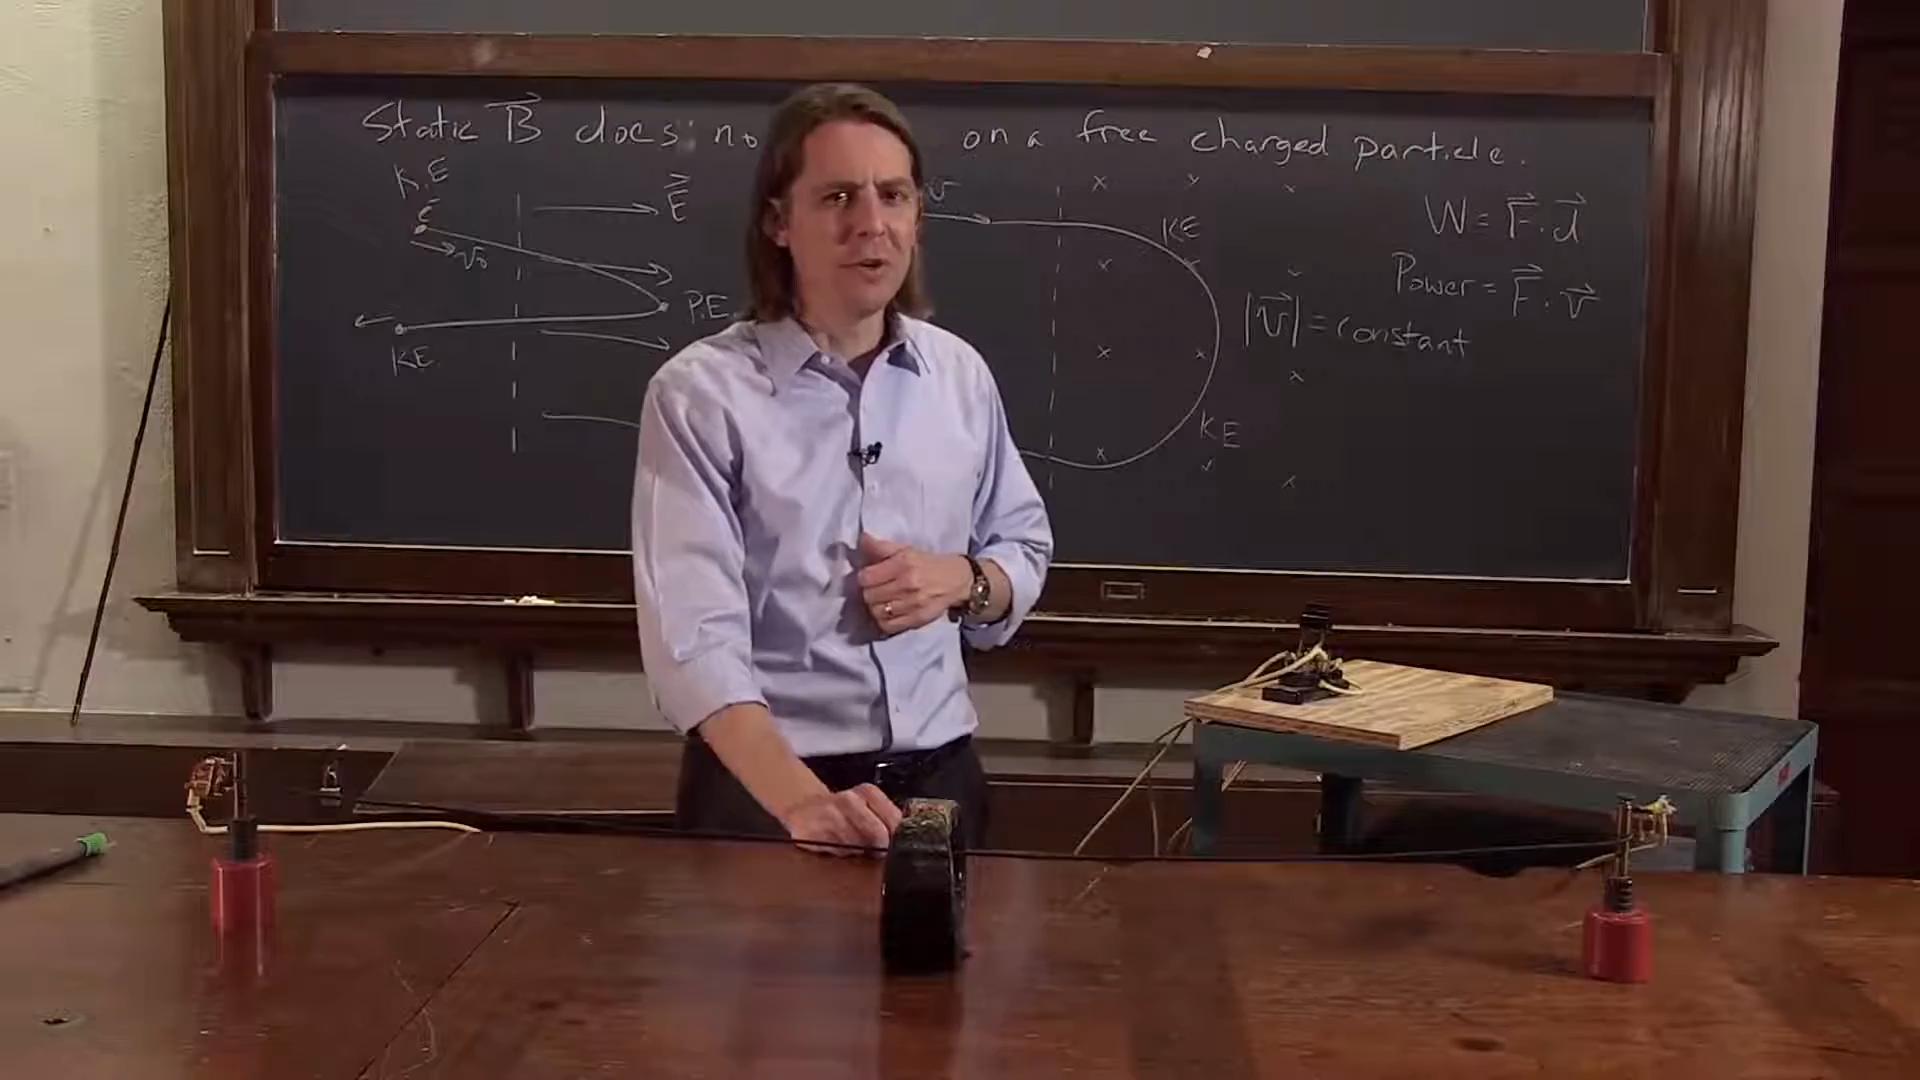 Static B does no on a free charged particle.
K.E
e⁻
v₀
E
P.E
K.E.
v
KE
|v| = constant
KE
W = F · d
Power = F · v